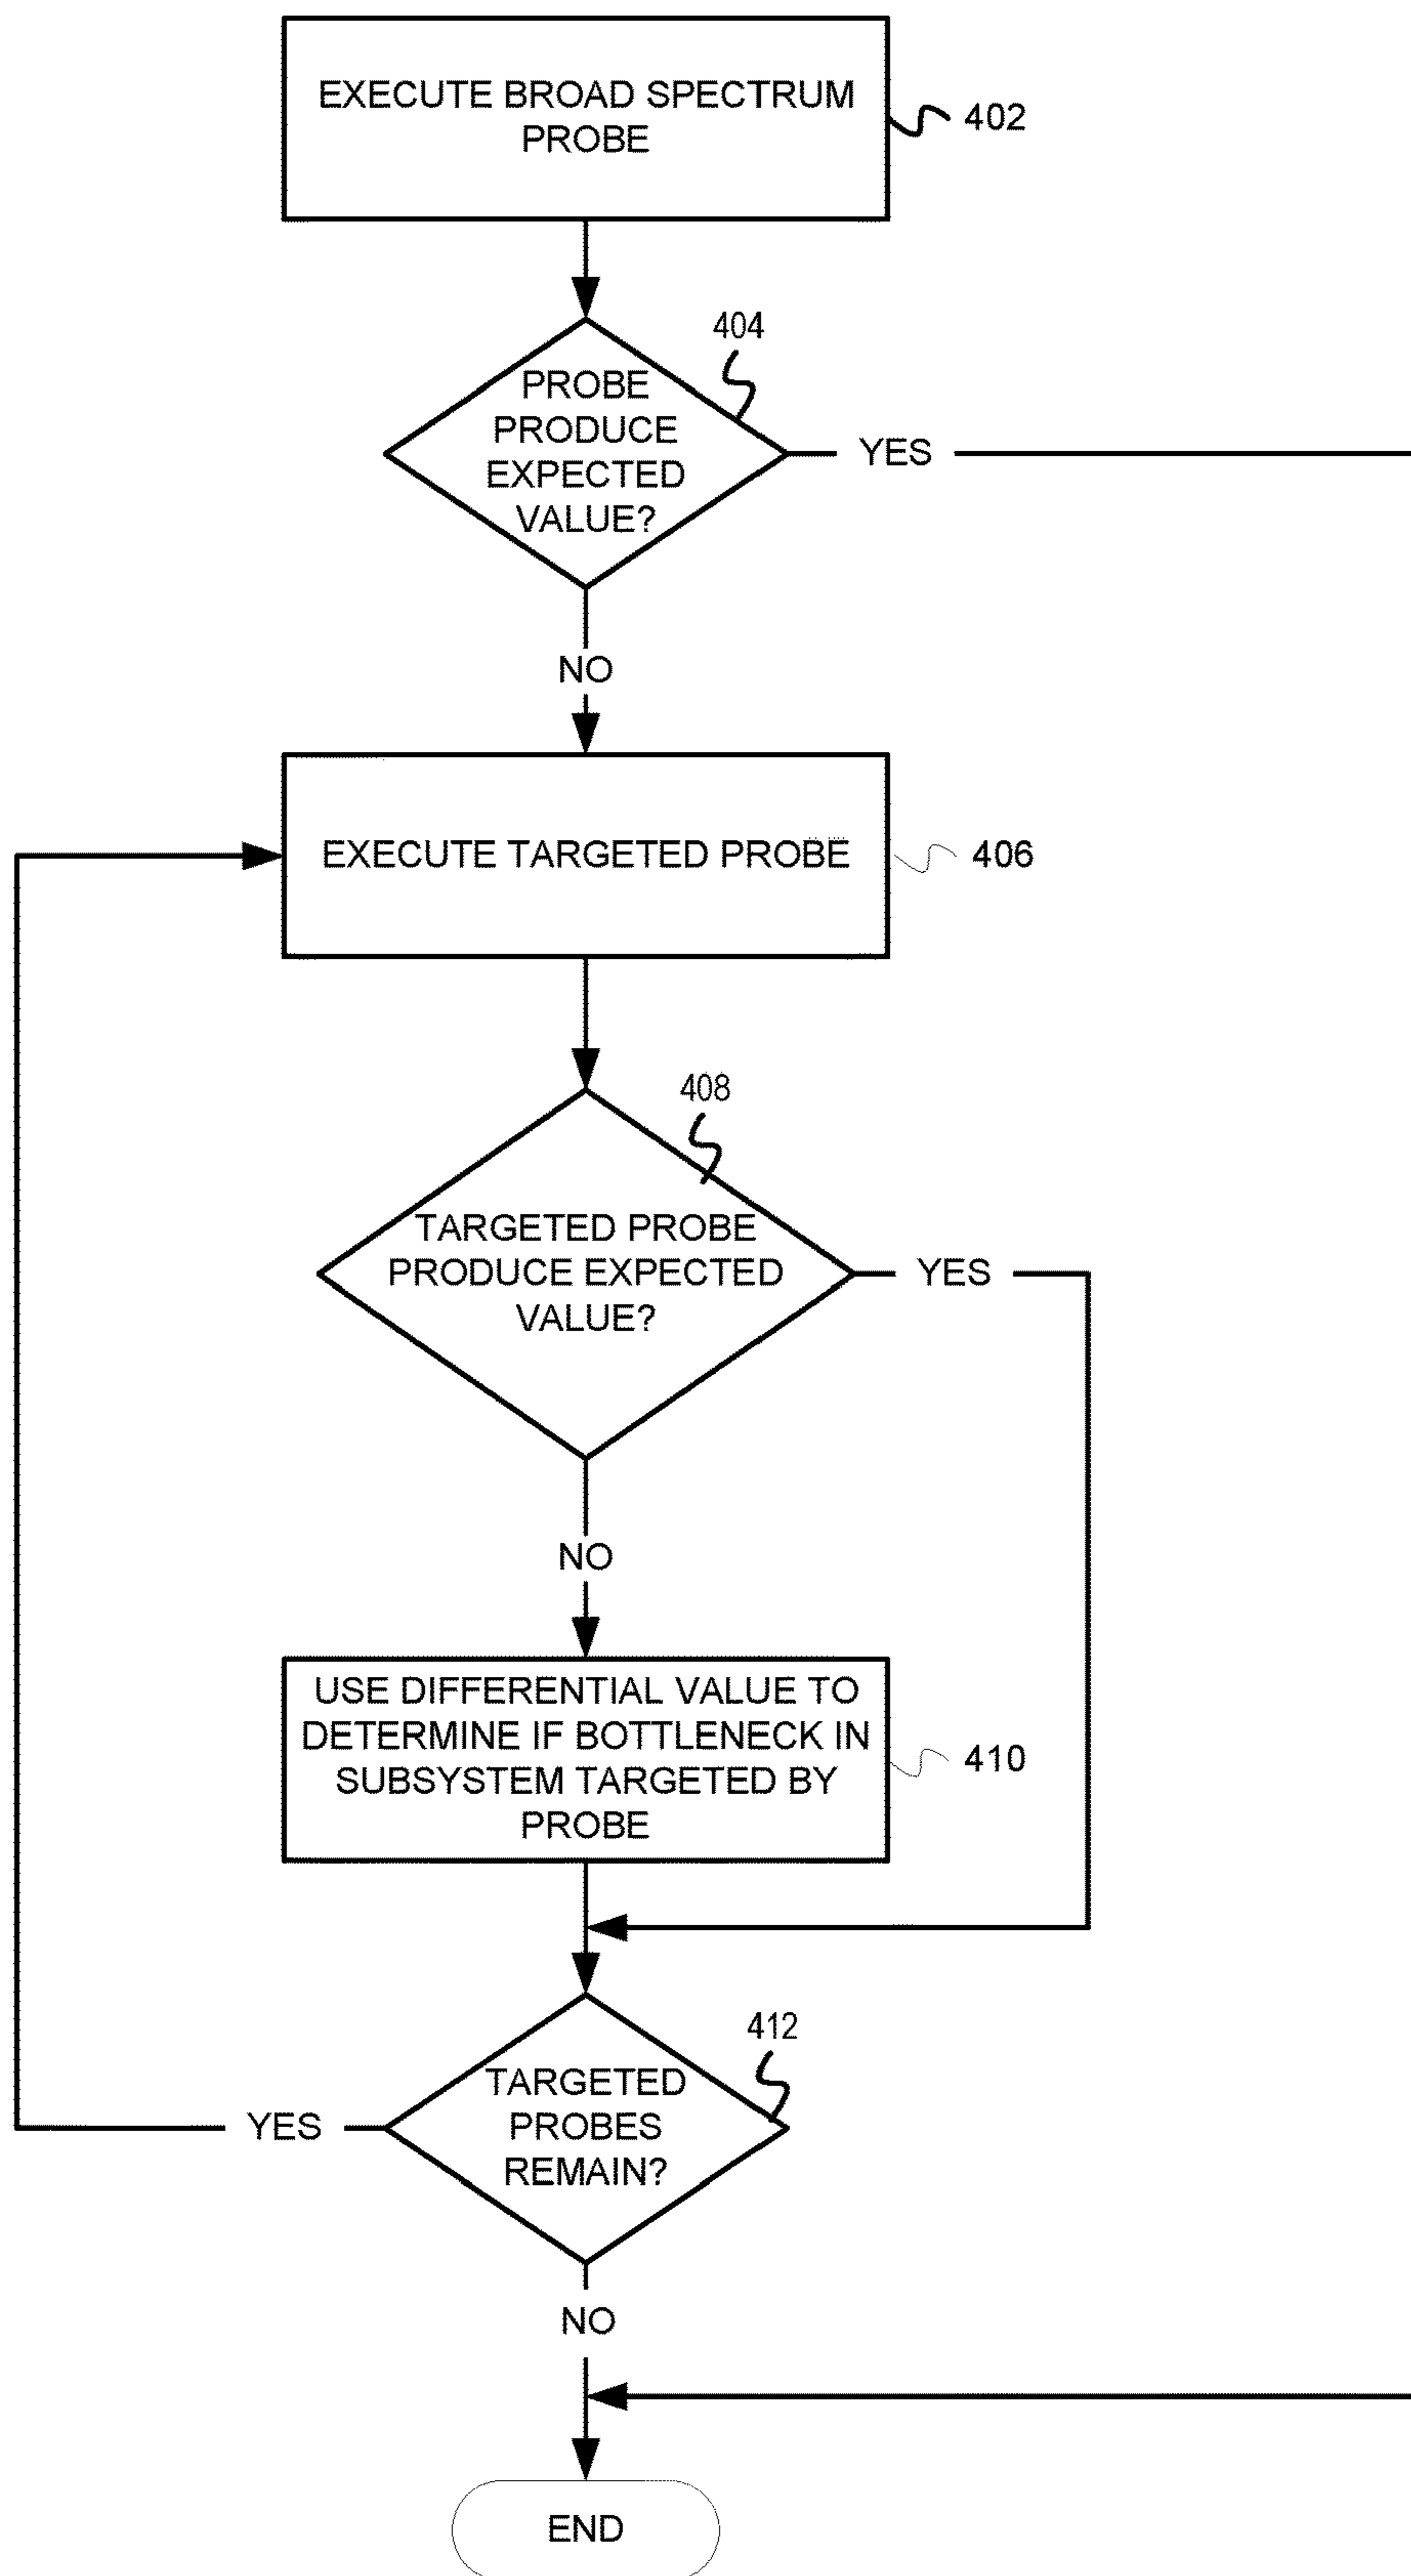 EXECUTE BROAD SPECTRUM
PROBE
402
404
PROBE
PRODUCE
EXPECTED
VALUE?
YES
NO
EXECUTE TARGETED PROBE
406
408
TARGETED PROBE
PRODUCE EXPECTED
VALUE?
YES
NO
USE DIFFERENTIAL VALUE TO
DETERMINE IF BOTTLENECK IN
SUBSYSTEM TARGETED BY
PROBE
410
412
TARGETED
PROBES
REMAIN?
YES
NO
END